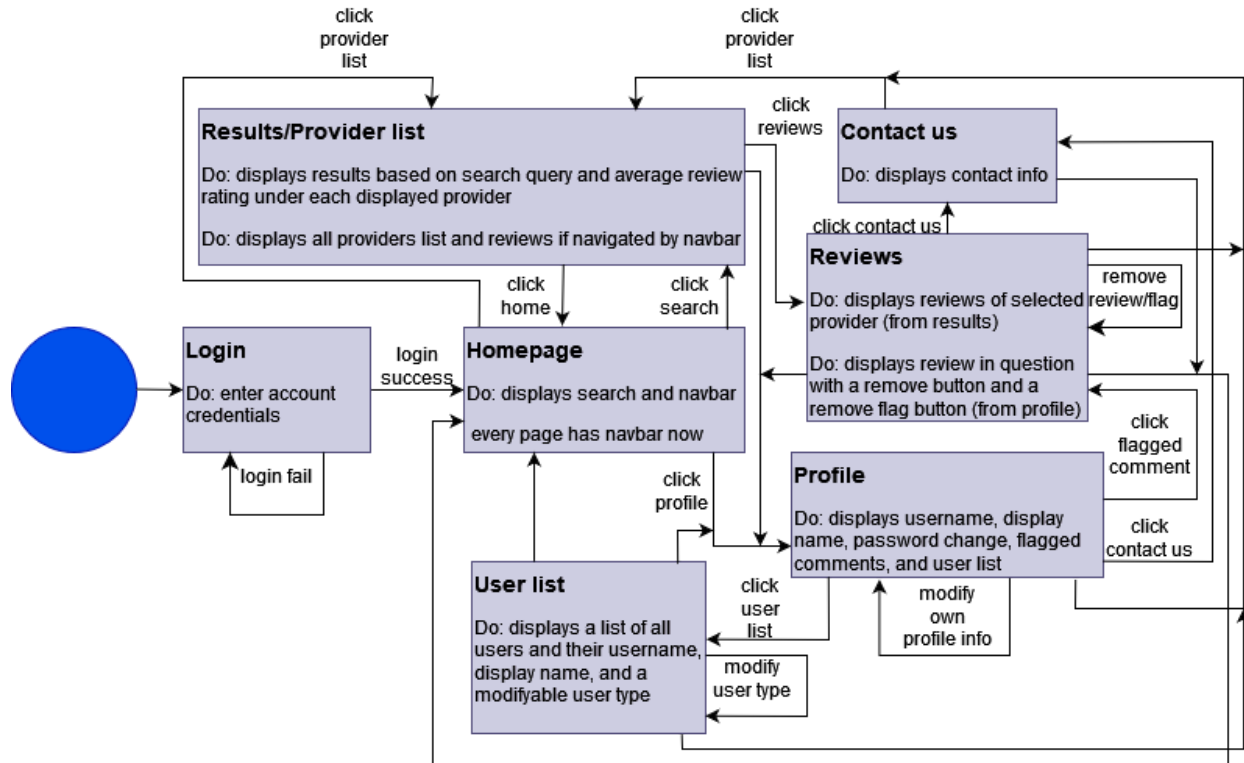 click
provider
list
click
provider
list
Results/Provider list
Do: displays results based on search query and average review
rating under each displayed provider
Do: displays all providers list and reviews if navigated by navbar
click
reviews
Contact us
Do: displays contact info
click contact us
Reviews
Do: displays reviews of selected
provider (from results)
Do: displays review in question
with a remove button and a
remove flag button (from profile)
remove
review/flag
click
home
click
search
Login
Do: enter account
credentials
login
success
login fail
Homepage
Do: displays search and navbar
every page has navbar now
click
profile
click
flagged
comment
Profile
Do: displays username, display
name, password change, flagged
comments, and user list
click
contact us
User list
Do: displays a list of all
users and their username,
display name, and a
modifyable user type
click
user
list
modify
own
profile info
modify
user type